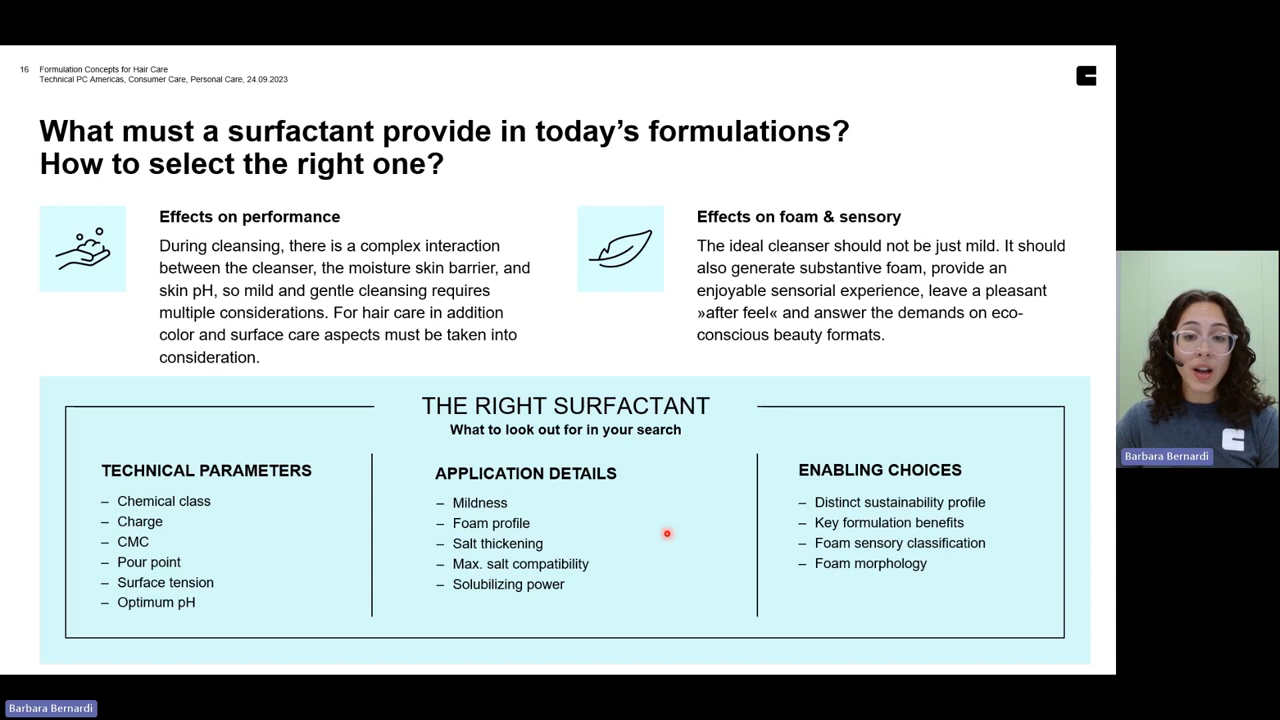 16 Formulation Concepts for Hair Care
Technical PC Americas, Consumer Care, Personal Care, 24.09.2023
What must a surfactant provide in today’s formulations?
How to select the right one?
Effects on performance
During cleansing, there is a complex interaction
between the cleanser, the moisture skin barrier, and
skin pH, so mild and gentle cleansing requires
multiple considerations. For hair care in addition
color and surface care aspects must be taken into
consideration.
Effects on foam & sensory
The ideal cleanser should not be just mild. It should
also generate substantive foam, provide an
enjoyable sensorial experience, leave a pleasant
»after feel« and answer the demands on eco-
conscious beauty formats.
THE RIGHT SURFACTANT
What to look out for in your search
TECHNICAL PARAMETERS
– Chemical class
– Charge
– CMC
– Pour point
– Surface tension
– Optimum pH
APPLICATION DETAILS
– Mildness
– Foam profile
– Salt thickening
– Max. salt compatibility
– Solubilizing power
ENABLING CHOICES
– Distinct sustainability profile
– Key formulation benefits
– Foam sensory classification
– Foam morphology
Barbara Bernardi
Barbara Bernardi